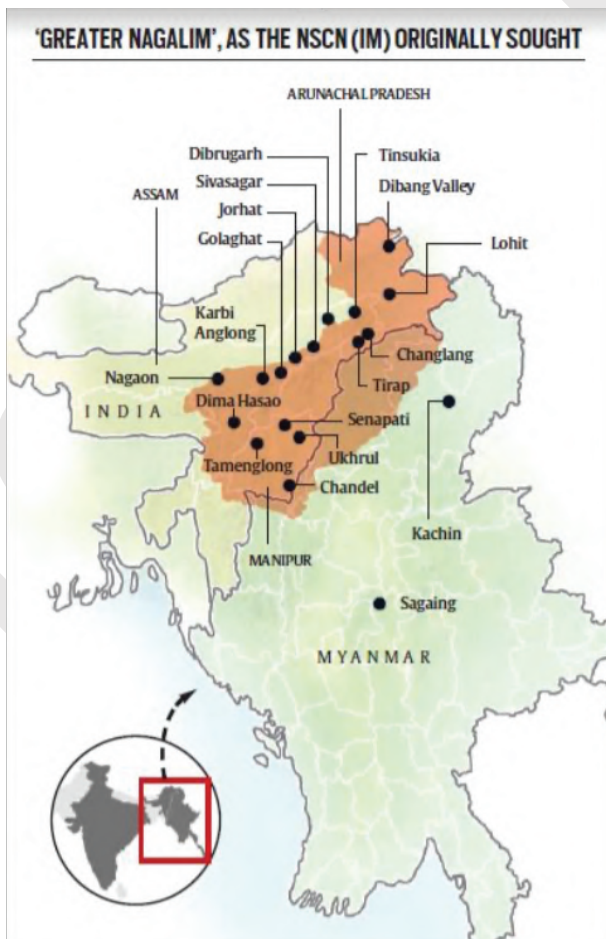 'GREATER NAGALIM', AS THE NSCN (IM) ORIGINALLY SOUGHT
ARUNACHAL PRADESH
Dibrugarh
Tinsukia
Sivasagar
Dibang Valley
ASSAM
Jorhat
Golaghat
Lohit
Karbi
Anglong
Changlang
Nagaon
Tirap
Dima Hasao
INDIA
Senapati
Ukhrul
Tamenglong
Chandel
Kachin
MANIPUR
Sagaing
MYANMAR